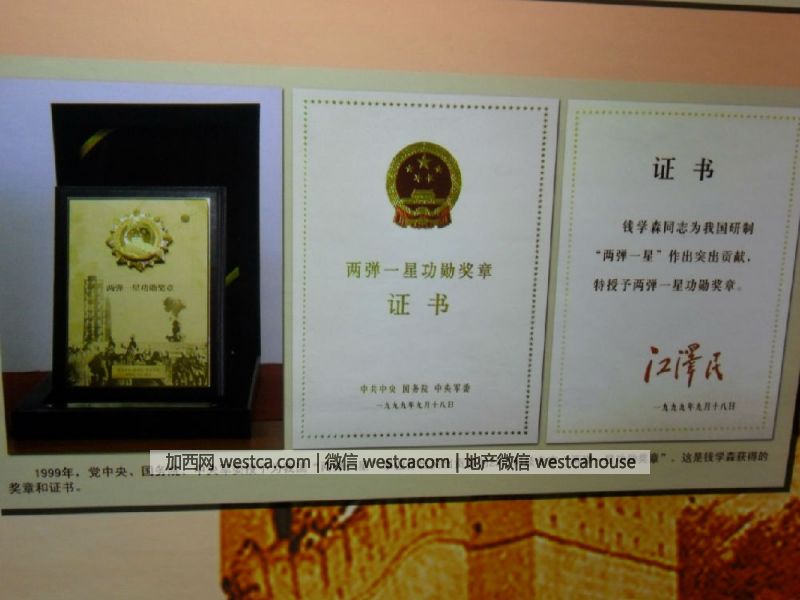 两弹一星功勋奖章
两弹一星功勋奖章
证书
中共中央 国务院 中央军委
一九九九年九月十八日
证书
钱学森同志为我国研制
“两弹一星”作出突出贡献，
特授予两弹一星功勋奖章。
江泽民
一九九九年九月十八日
加西网 westca.com | 微信 westcacom | 地产微信 westcahouse
1999年，党中央、国务院、 章”，这是钱学森获得的
奖章和证书。